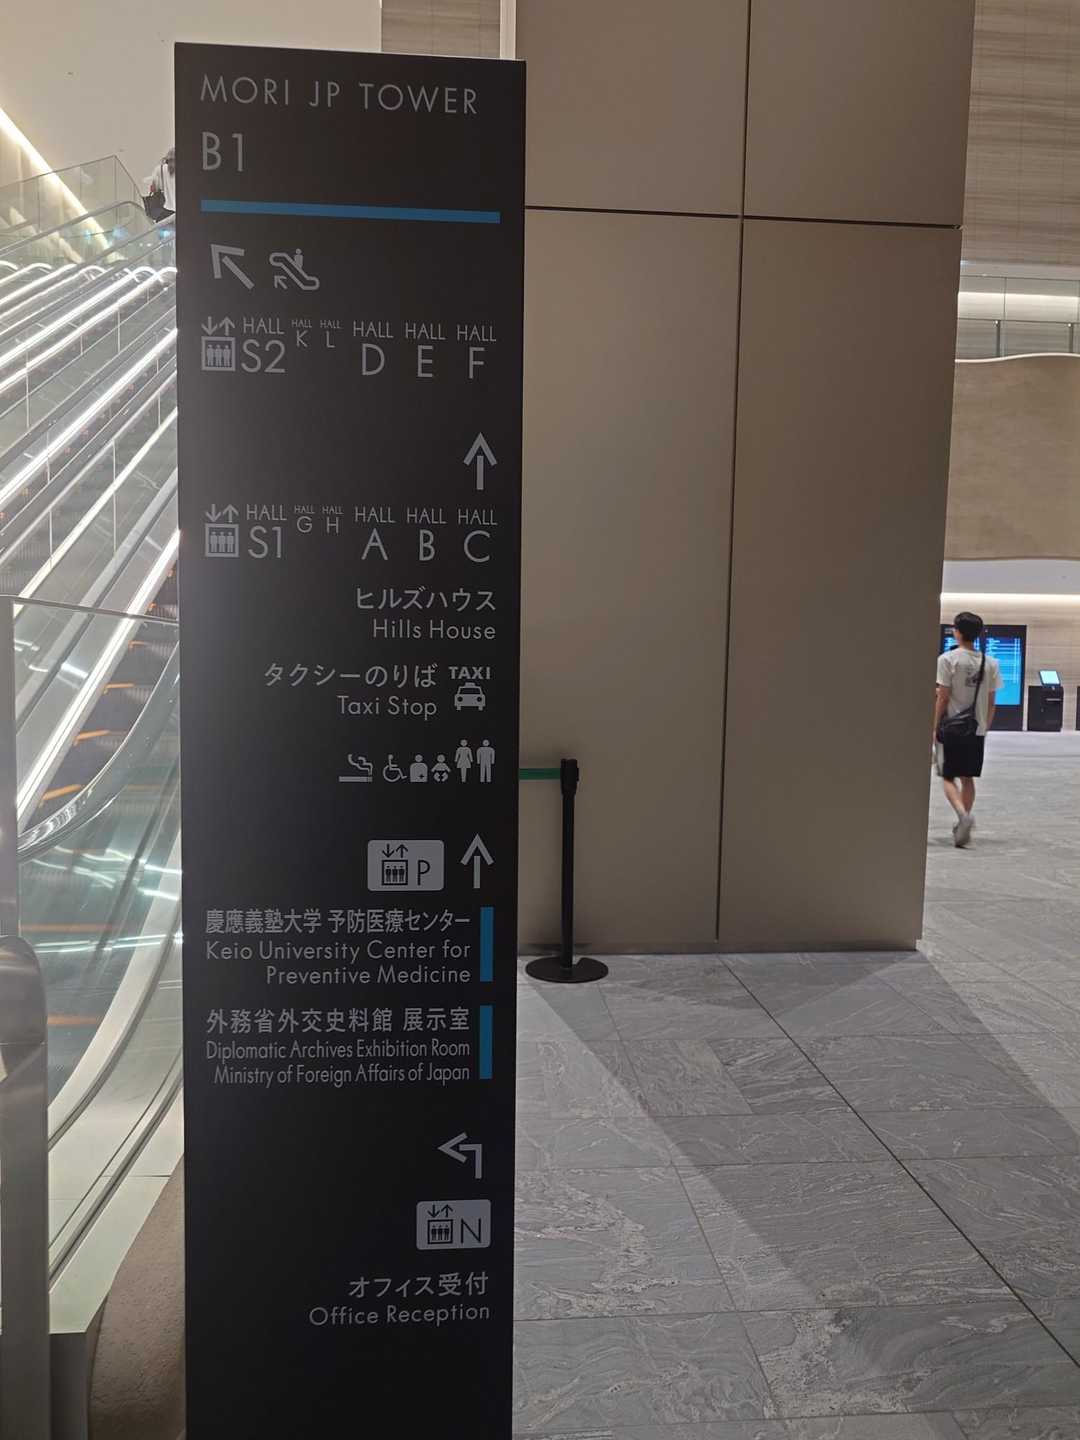 MORI JP TOWER
B1
HALL S2 HALL K HALL L HALL D HALL E HALL F
HALL S1 HALL G HALL H HALL A HALL B HALL C
ヒルズハウス
Hills House
タクシーのりば TAXI
Taxi Stop
P
慶應義塾大学 予防医療センター
Keio University Center for
Preventive Medicine
外務省外交史料館 展示室
Diplomatic Archives Exhibition Room
Ministry of Foreign Affairs of Japan
N
オフィス受付
Office Reception